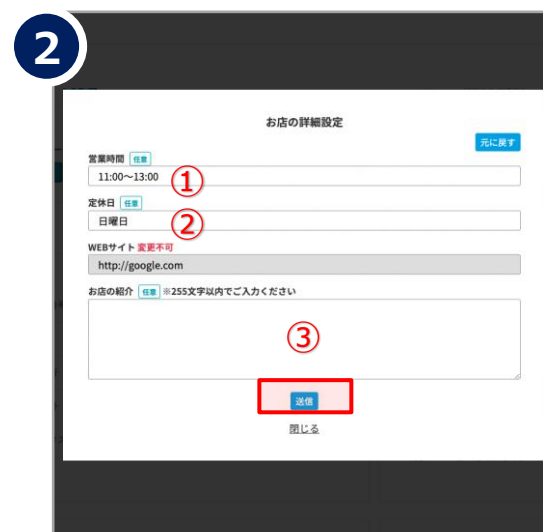 2
お店の詳細設定
元に戻す
営業時間 任意
11:00～13:00 ①
定休日 任意
日曜日 ②
WEBサイト 変更不可
http://google.com
お店の紹介 任意 ※255文字以内でご入力ください
③
送信
閉じる